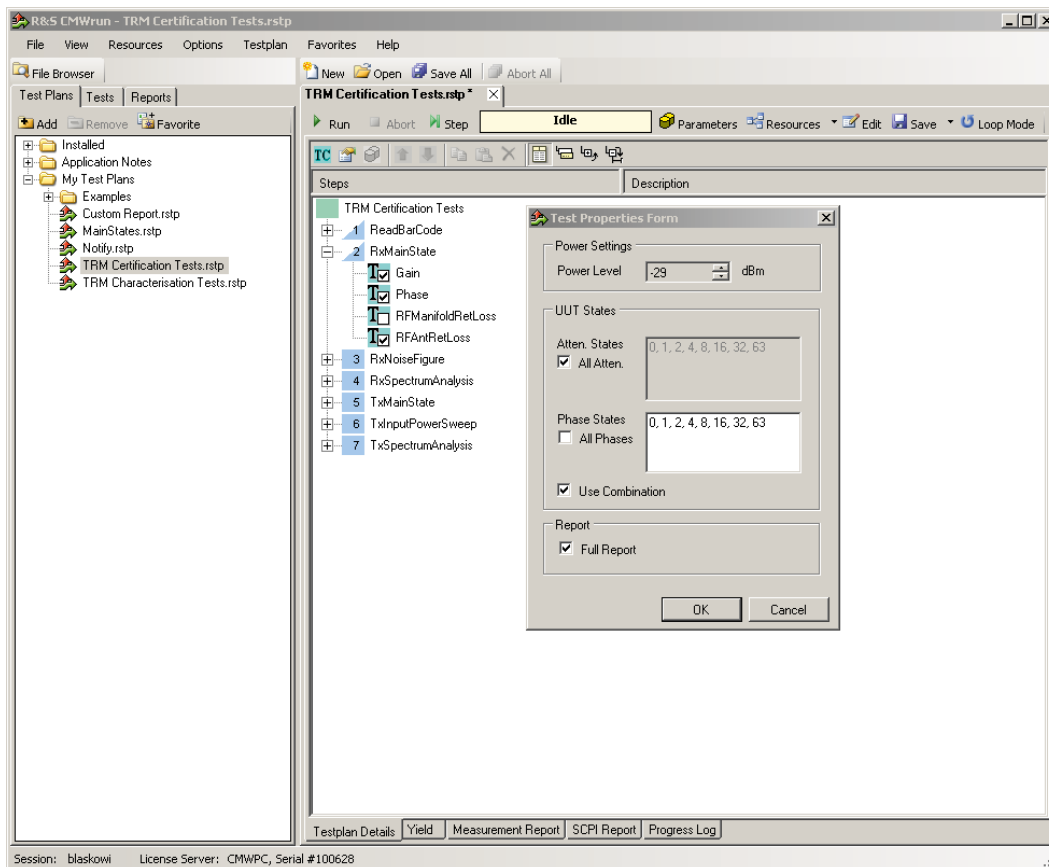 R&S CMWrun - TRM Certification Tests.rstp
File View Resources Options Testplan Favorites Help
File Browser
New Open Save All Abort All
Test Plans Tests Reports
TRM Certification Tests.rstp * X
Add Remove Favorite
Run Abort Step Idle Parameters Resources Edit Save Loop Mode
Installed
Application Notes
My Test Plans
Examples
Custom Report.rstp
MainStates.rstp
Notify.rstp
TRM Certification Tests.rstp
TRM Characterisation Tests.rstp
TC
Steps Description
TRM Certification Tests
1 ReadBarCode
2 RxMainState
T Gain
T Phase
T RFManifoldRetLoss
T RFAntRetLoss
3 RxNoiseFigure
4 RxSpectrumAnalysis
5 TxMainState
6 TxInputPowerSweep
7 TxSpectrumAnalysis
Test Properties Form
Power Settings
Power Level -29 dBm
UUT States
Atten. States 0, 1, 2, 4, 8, 16, 32, 63
All Atten.
Phase States 0, 1, 2, 4, 8, 16, 32, 63
All Phases
Use Combination
Report
Full Report
OK Cancel
Testplan Details Yield Measurement Report SCPI Report Progress Log
Session: blaskowi License Server: CMWPC, Serial #100628